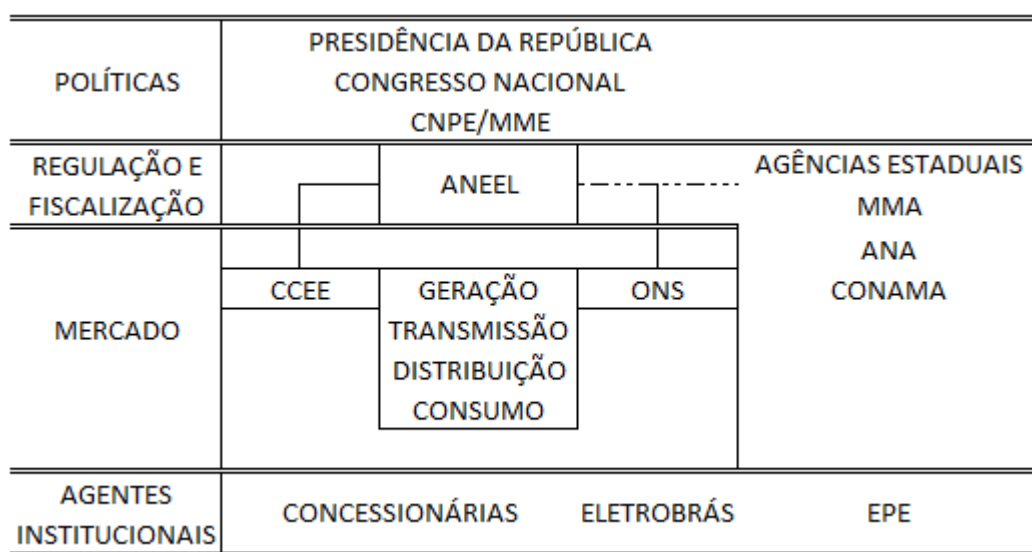 POLÍTICAS
PRESIDÊNCIA DA REPÚBLICA
CONGRESSO NACIONAL
CNPE/MME
REGULAÇÃO E
FISCALIZAÇÃO
ANEEL
AGÊNCIAS ESTADUAIS
MMA
ANA
CONAMA
MERCADO
CCEE
GERAÇÃO
TRANSMISSÃO
DISTRIBUIÇÃO
CONSUMO
ONS
AGENTES
INSTITUCIONAIS
CONCESSIONÁRIAS
ELETROBRÁS
EPE